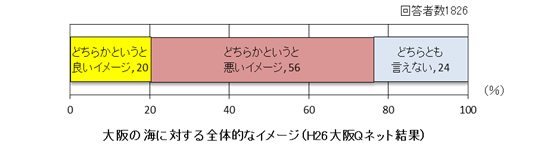 回答者数1826
どちらかというと
良いイメージ, 20
どちらかというと
悪いイメージ, 56
どちらとも
言えない, 24
0 20 40 60 80 100
(%)
大阪の海に対する全体的なイメージ(H26大阪Qネット結果)